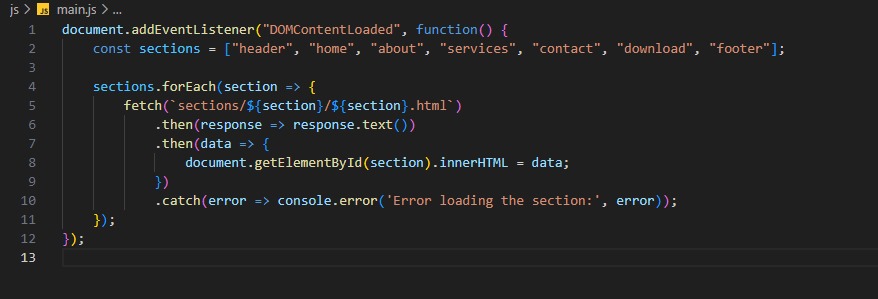 js > JS main.js > ...
1 document.addEventListener("DOMContentLoaded", function() {
2     const sections = ["header", "home", "about", "services", "contact", "download", "footer"];
3
4     sections.forEach(section => {
5         fetch(`sections/${section}/${section}.html`)
6             .then(response => response.text())
7             .then(data => {
8                 document.getElementById(section).innerHTML = data;
9             })
10             .catch(error => console.error('Error loading the section:', error));
11     });
12 });
13